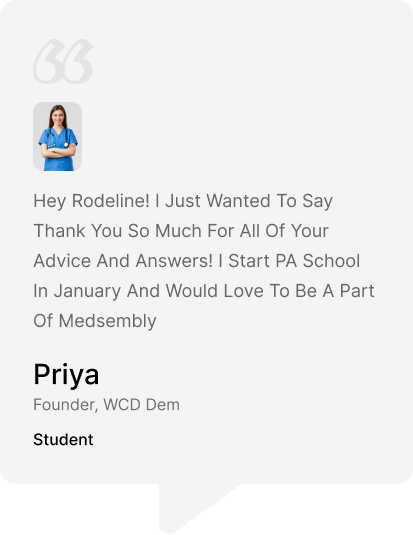 Hey Rodeline! I Just Wanted To Say
Thank You So Much For All Of Your
Advice And Answers! I Start PA School
In January And Would Love To Be A Part
Of Medsembly
Priya
Founder, WCD Dem
Student